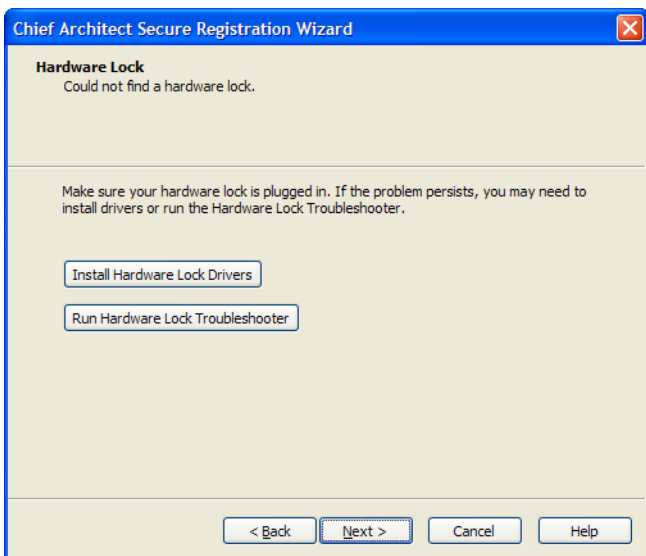 Chief Architect Secure Registration Wizard
Hardware Lock
Could not find a hardware lock.
Make sure your hardware lock is plugged in. If the problem persists, you may need to
install drivers or run the Hardware Lock Troubleshooter.
Install Hardware Lock Drivers
Run Hardware Lock Troubleshooter
< Back Next > Cancel Help